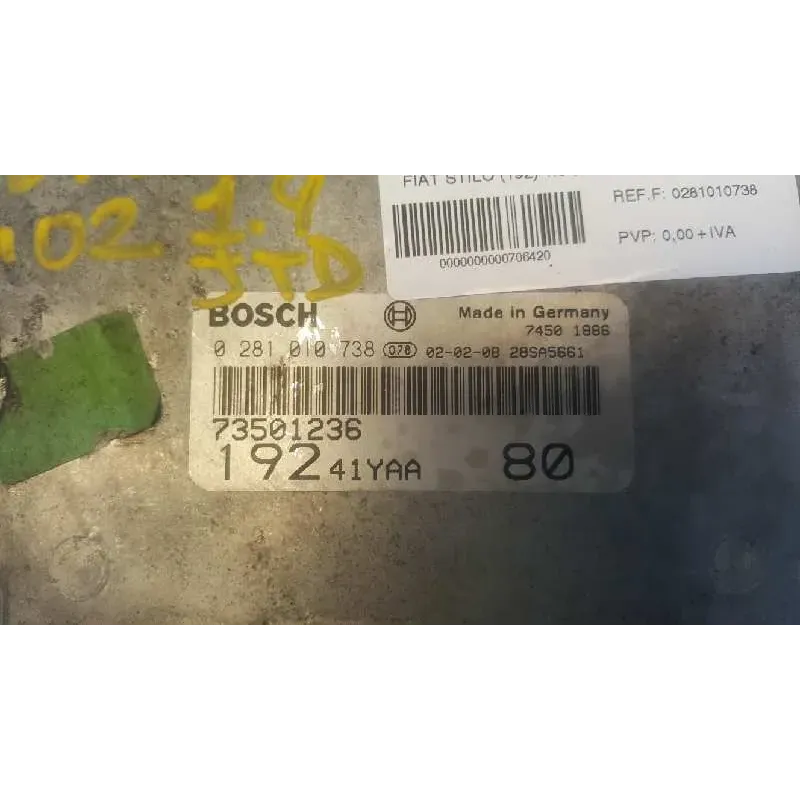 FIAT STILO (192)
REF.F: 0281010738
0000000000706420
PVP: 0,00+IVA
'02 1.9
JTD
BOSCH
Made in Germany
7450 1886
0 281 010 738 078 02-02-08 28SA5661
73501236
192 41YAA 80